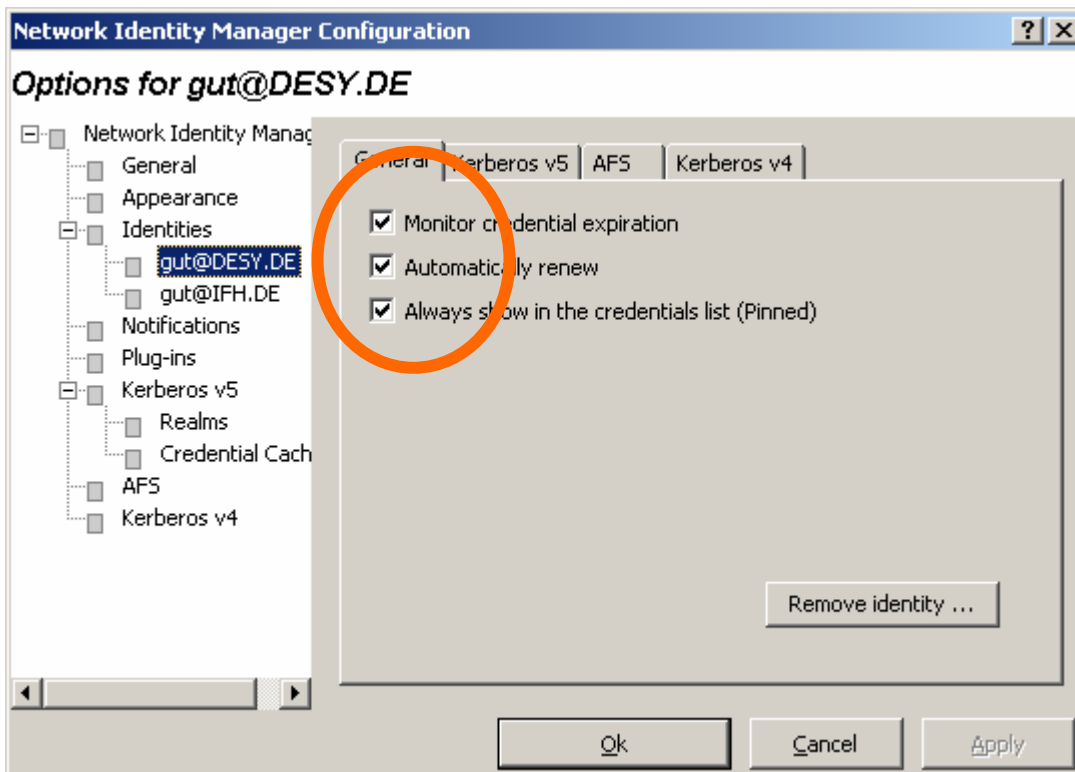 Network Identity Manager Configuration
Options for gut@DESY.DE
Network Identity Manag
General
Appearance
Identities
gut@DESY.DE
gut@IFH.DE
Notifications
Plug-ins
Kerberos v5
Realms
Credential Cach
AFS
Kerberos v4
General Kerberos v5 AFS Kerberos v4
Monitor credential expiration
Automatically renew
Always show in the credentials list (Pinned)
Remove identity ...
Ok Cancel Apply